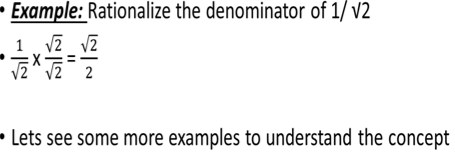 • Example: Rationalize the denominator of 1/ √2
• 1/√2 x √2/√2 = √2/2
• Lets see some more examples to understand the concept